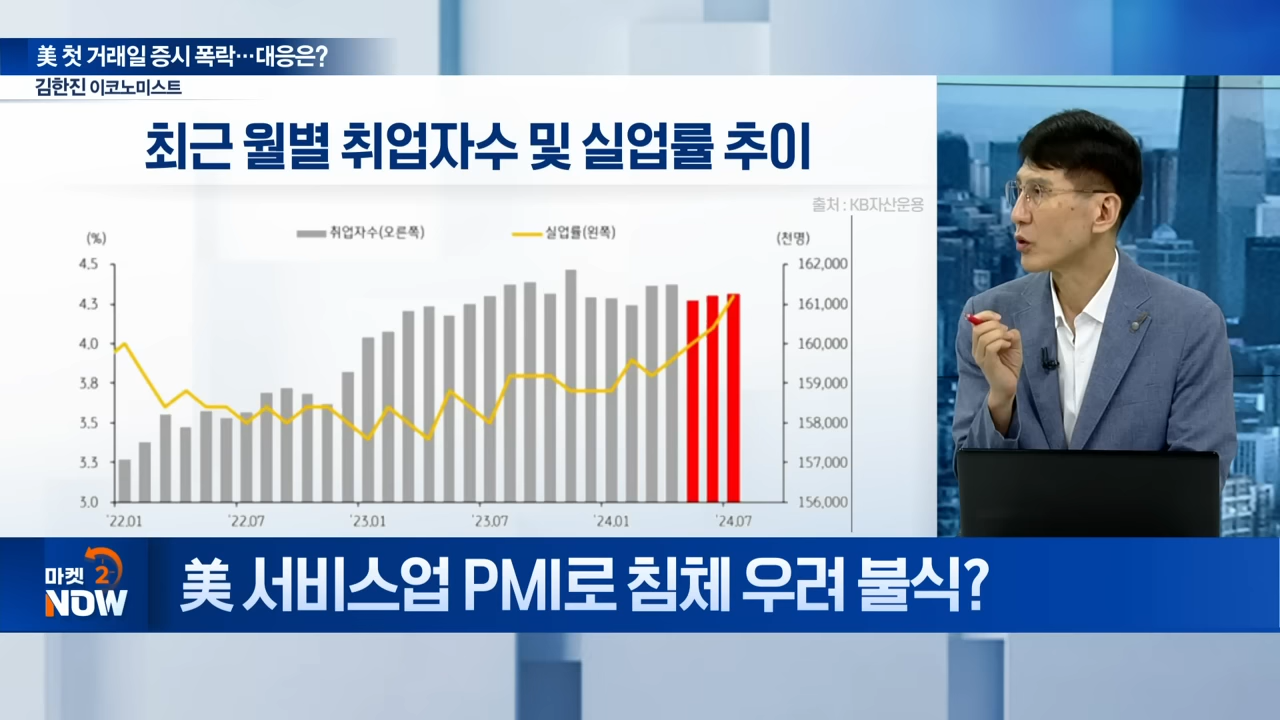 美 첫 거래일 증시 폭락…대응은?
김한진 이코노미스트
최근 월별 취업자수 및 실업률 추이
출처 : KB자산운용
(%) 취업자수(오른쪽) 실업률(왼쪽) (천명)
4.5 162,000
4.3 161,000
4.0 160,000
3.8 159,000
3.5 158,000
3.3 157,000
3.0 156,000
'22.01 '22.07 '23.01 '23.07 '24.01 '24.07
마켓 2
NOW
美 서비스업 PMI로 침체 우려 불식?